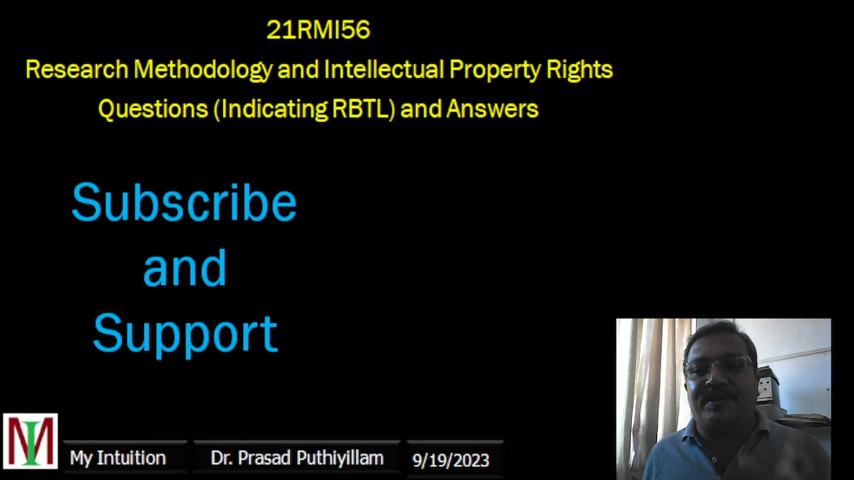 21RMI56
Research Methodology and Intellectual Property Rights
Questions (Indicating RBTL) and Answers
Subscribe
and
Support
MI
My Intuition
Dr. Prasad Puthiyillam
9/19/2023